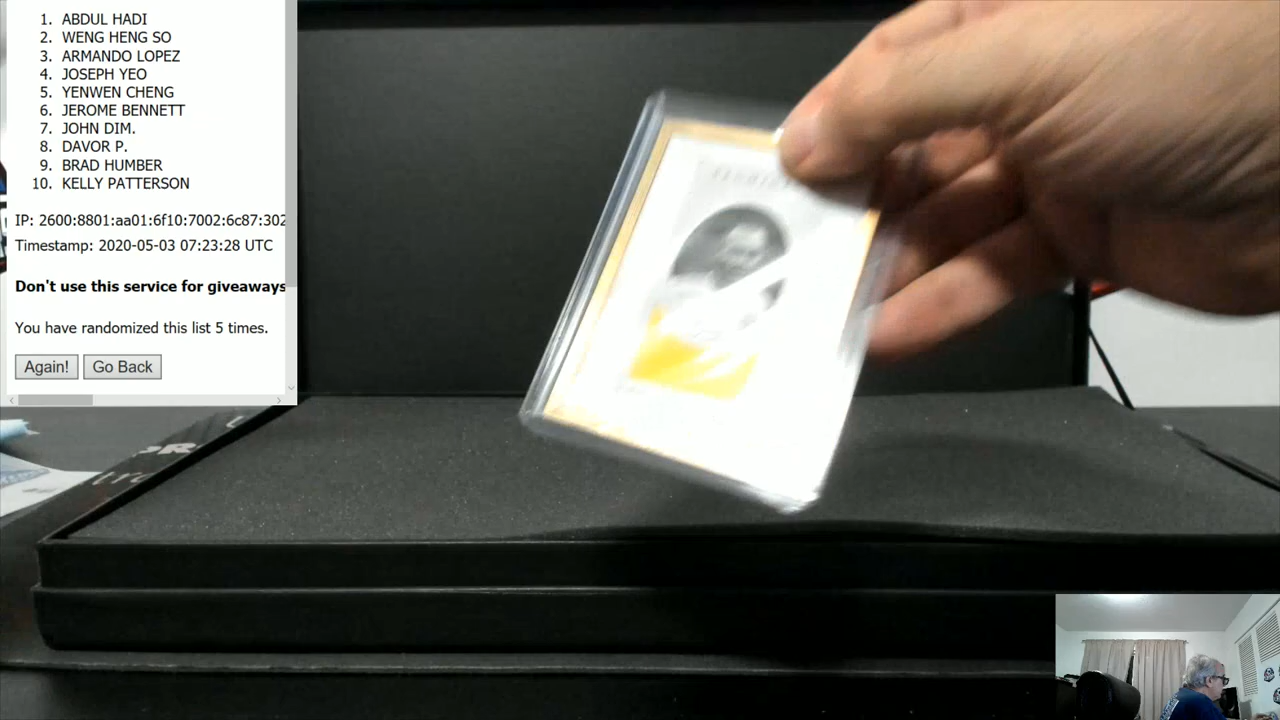 1. ABDUL HADI
2. WENG HENG SO
3. ARMANDO LOPEZ
4. JOSEPH YEO
5. YENWEN CHENG
6. JEROME BENNETT
7. JOHN DIM.
8. DAVOR P.
9. BRAD HUMBER
10. KELLY PATTERSON
IP: 2600:8801:aa01:6f10:7002:6c87:302
Timestamp: 2020-05-03 07:23:28 UTC
Don't use this service for giveaways
You have randomized this list 5 times.
Again! Go Back